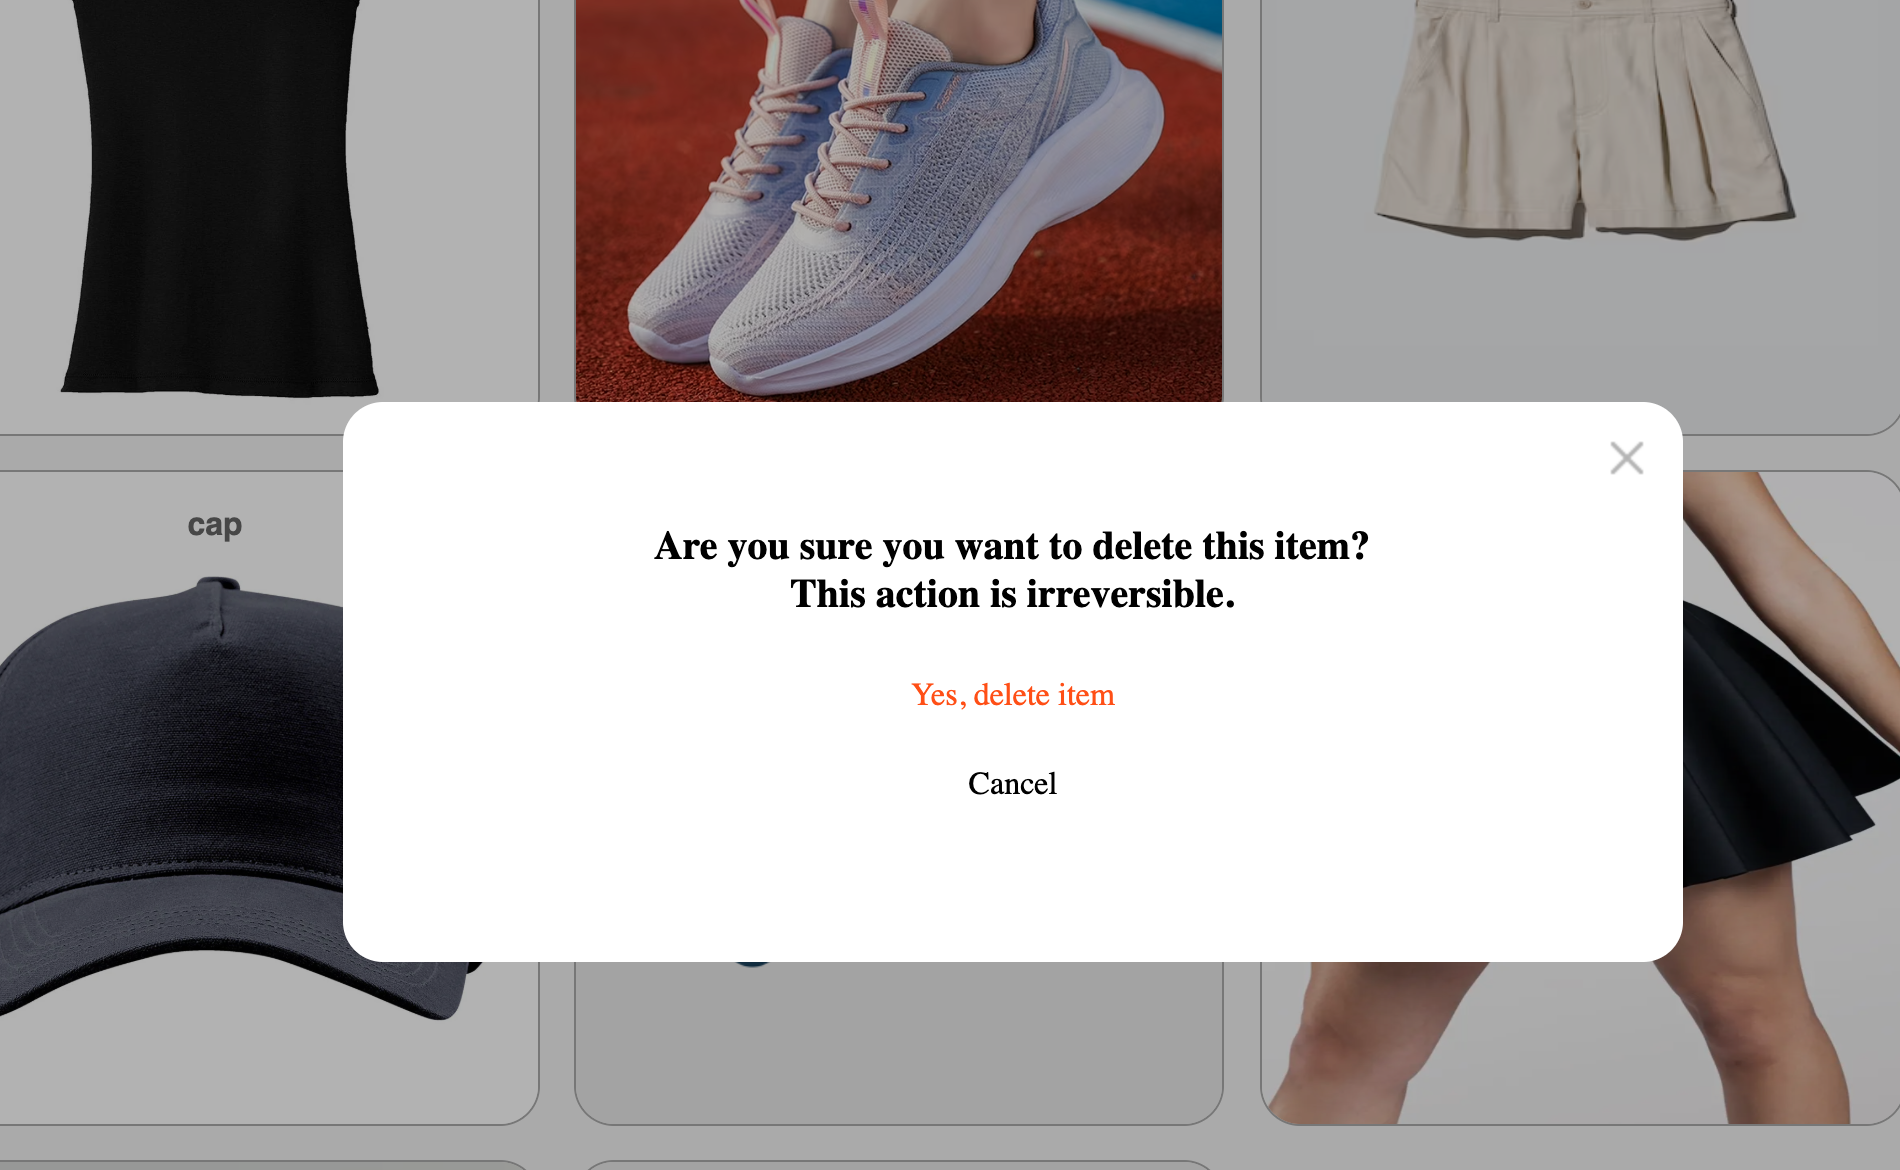 cap
Are you sure you want to delete this item?
This action is irreversible.
Yes, delete item
Cancel